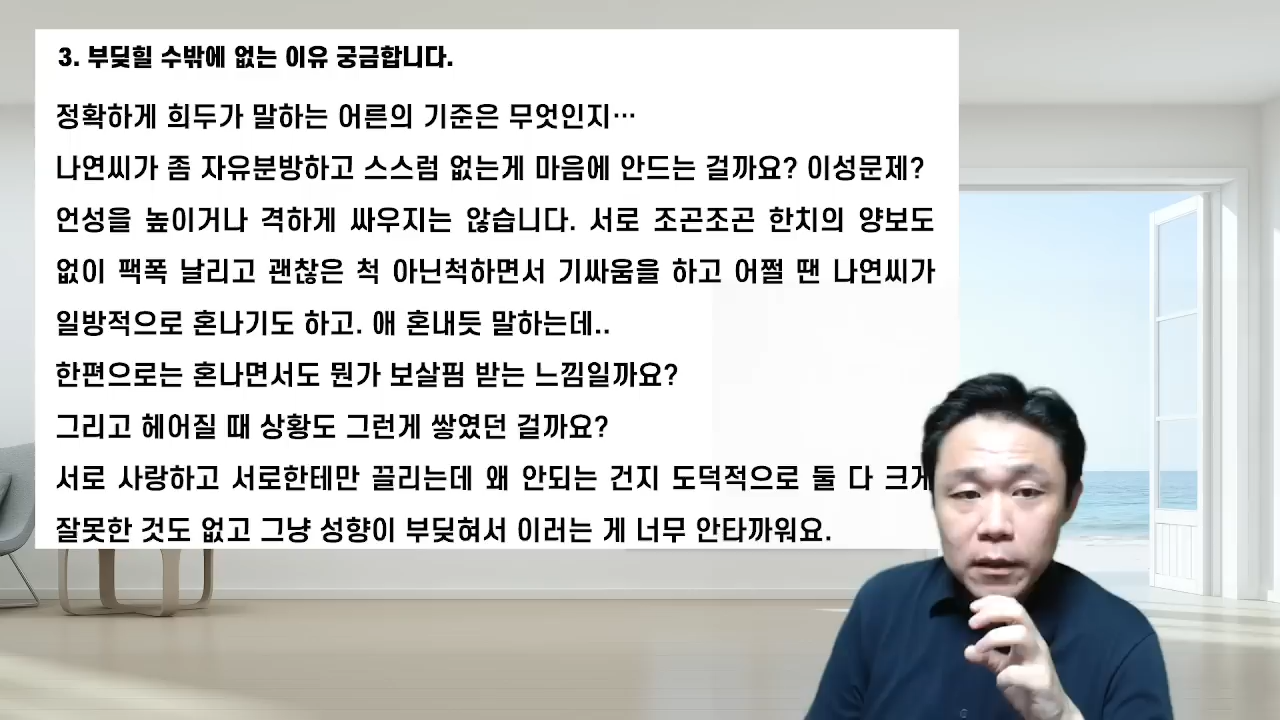 3. 부딪힐 수밖에 없는 이유 궁금합니다.
정확하게 희두가 말하는 어른의 기준은 무엇인지…
나연씨가 좀 자유분방하고 스스럼 없는게 마음에 안드는 걸까요? 이성문제?
언성을 높이거나 격하게 싸우지는 않습니다. 서로 조곤조곤 한치의 양보도
없이 팩폭 날리고 괜찮은 척 아닌척하면서 기싸움을 하고 어쩔 땐 나연씨가
일방적으로 혼나기도 하고. 애 혼내듯 말하는데..
한편으로는 혼나면서도 뭔가 보살핌 받는 느낌일까요?
그리고 헤어질 때 상황도 그런게 쌓였던 걸까요?
서로 사랑하고 서로한테만 끌리는데 왜 안되는 건지 도덕적으로 둘 다 크게
잘못한 것도 없고 그냥 성향이 부딪혀서 이러는 게 너무 안타까워요.